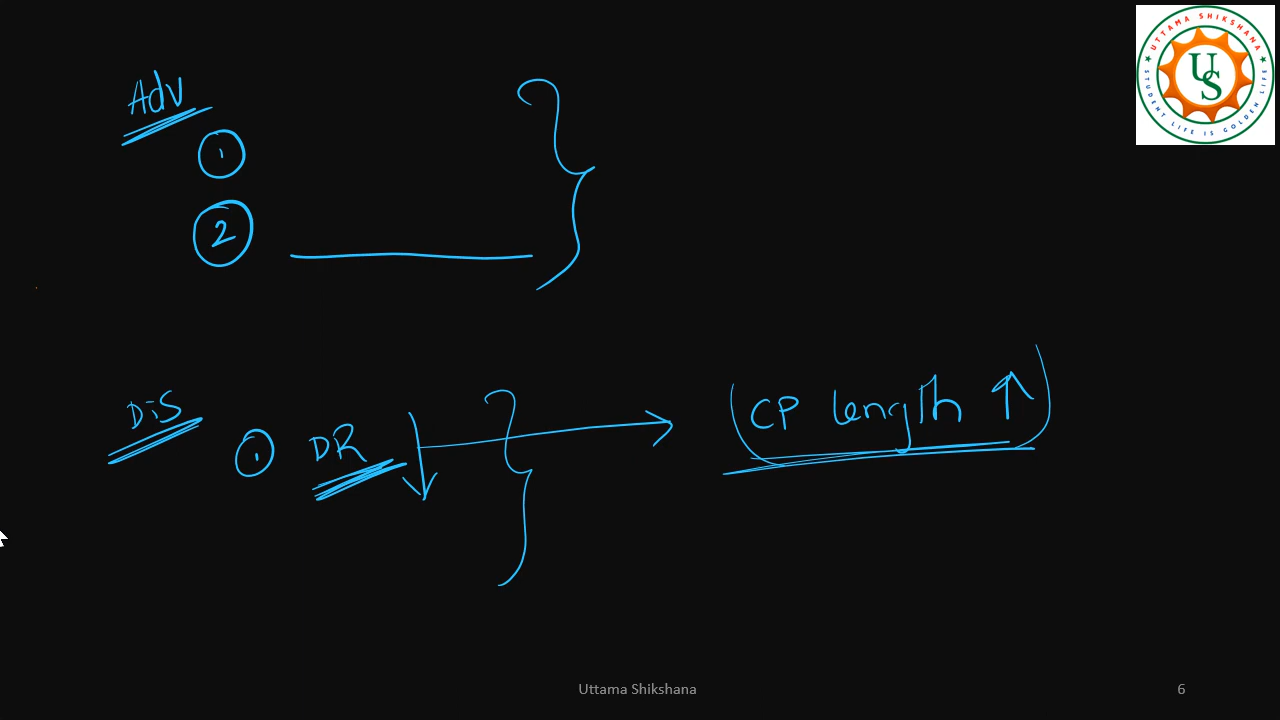 UTTAMA SHIKSHANA
US
STUDENT LIFE IS GOLDEN LIFE
Adv
1
2
Dis
1 DR ↓ → (CP length ↑)
Uttama Shikshana
6